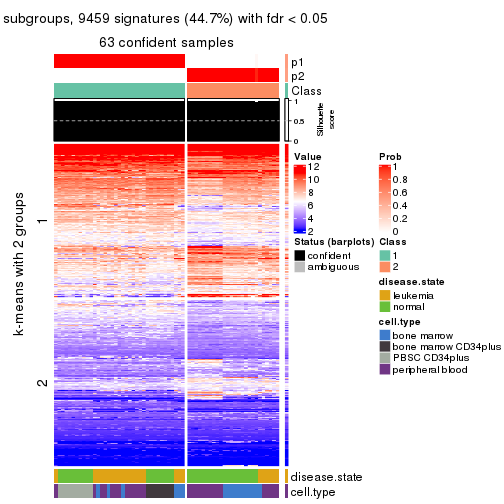 subgroups, 9459 signatures (44.7%) with fdr < 0.05
63 confident samples
p1
p2
Class
1
0.5
0
Silhouette
score
k-means with 2 groups
1
2
Value
12
10
8
6
4
2
Prob
1
0.8
0.6
0.4
0.2
0
Status (barplots)
confident
ambiguous
Class
1
2
disease.state
leukemia
normal
cell.type
bone marrow
bone marrow CD34plus
PBSC CD34plus
peripheral blood
disease.state
cell.type